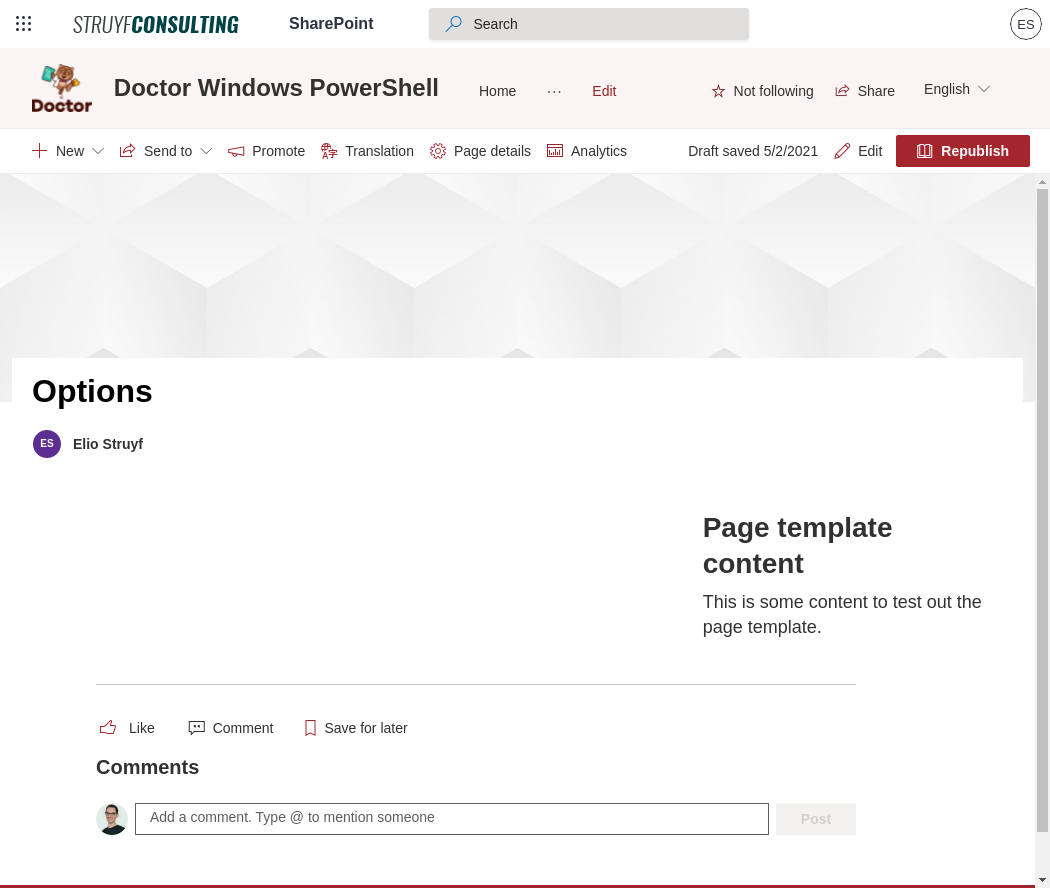 STRUYFCONSULTING SharePoint Search ES
Doctor Doctor Windows PowerShell Home ··· Edit Not following Share English
New Send to Promote Translation Page details Analytics Draft saved 5/2/2021 Edit Republish
Options
ES Elio Struyf
Page template
content
This is some content to test out the
page template.
Like Comment Save for later
Comments
Add a comment. Type @ to mention someone Post